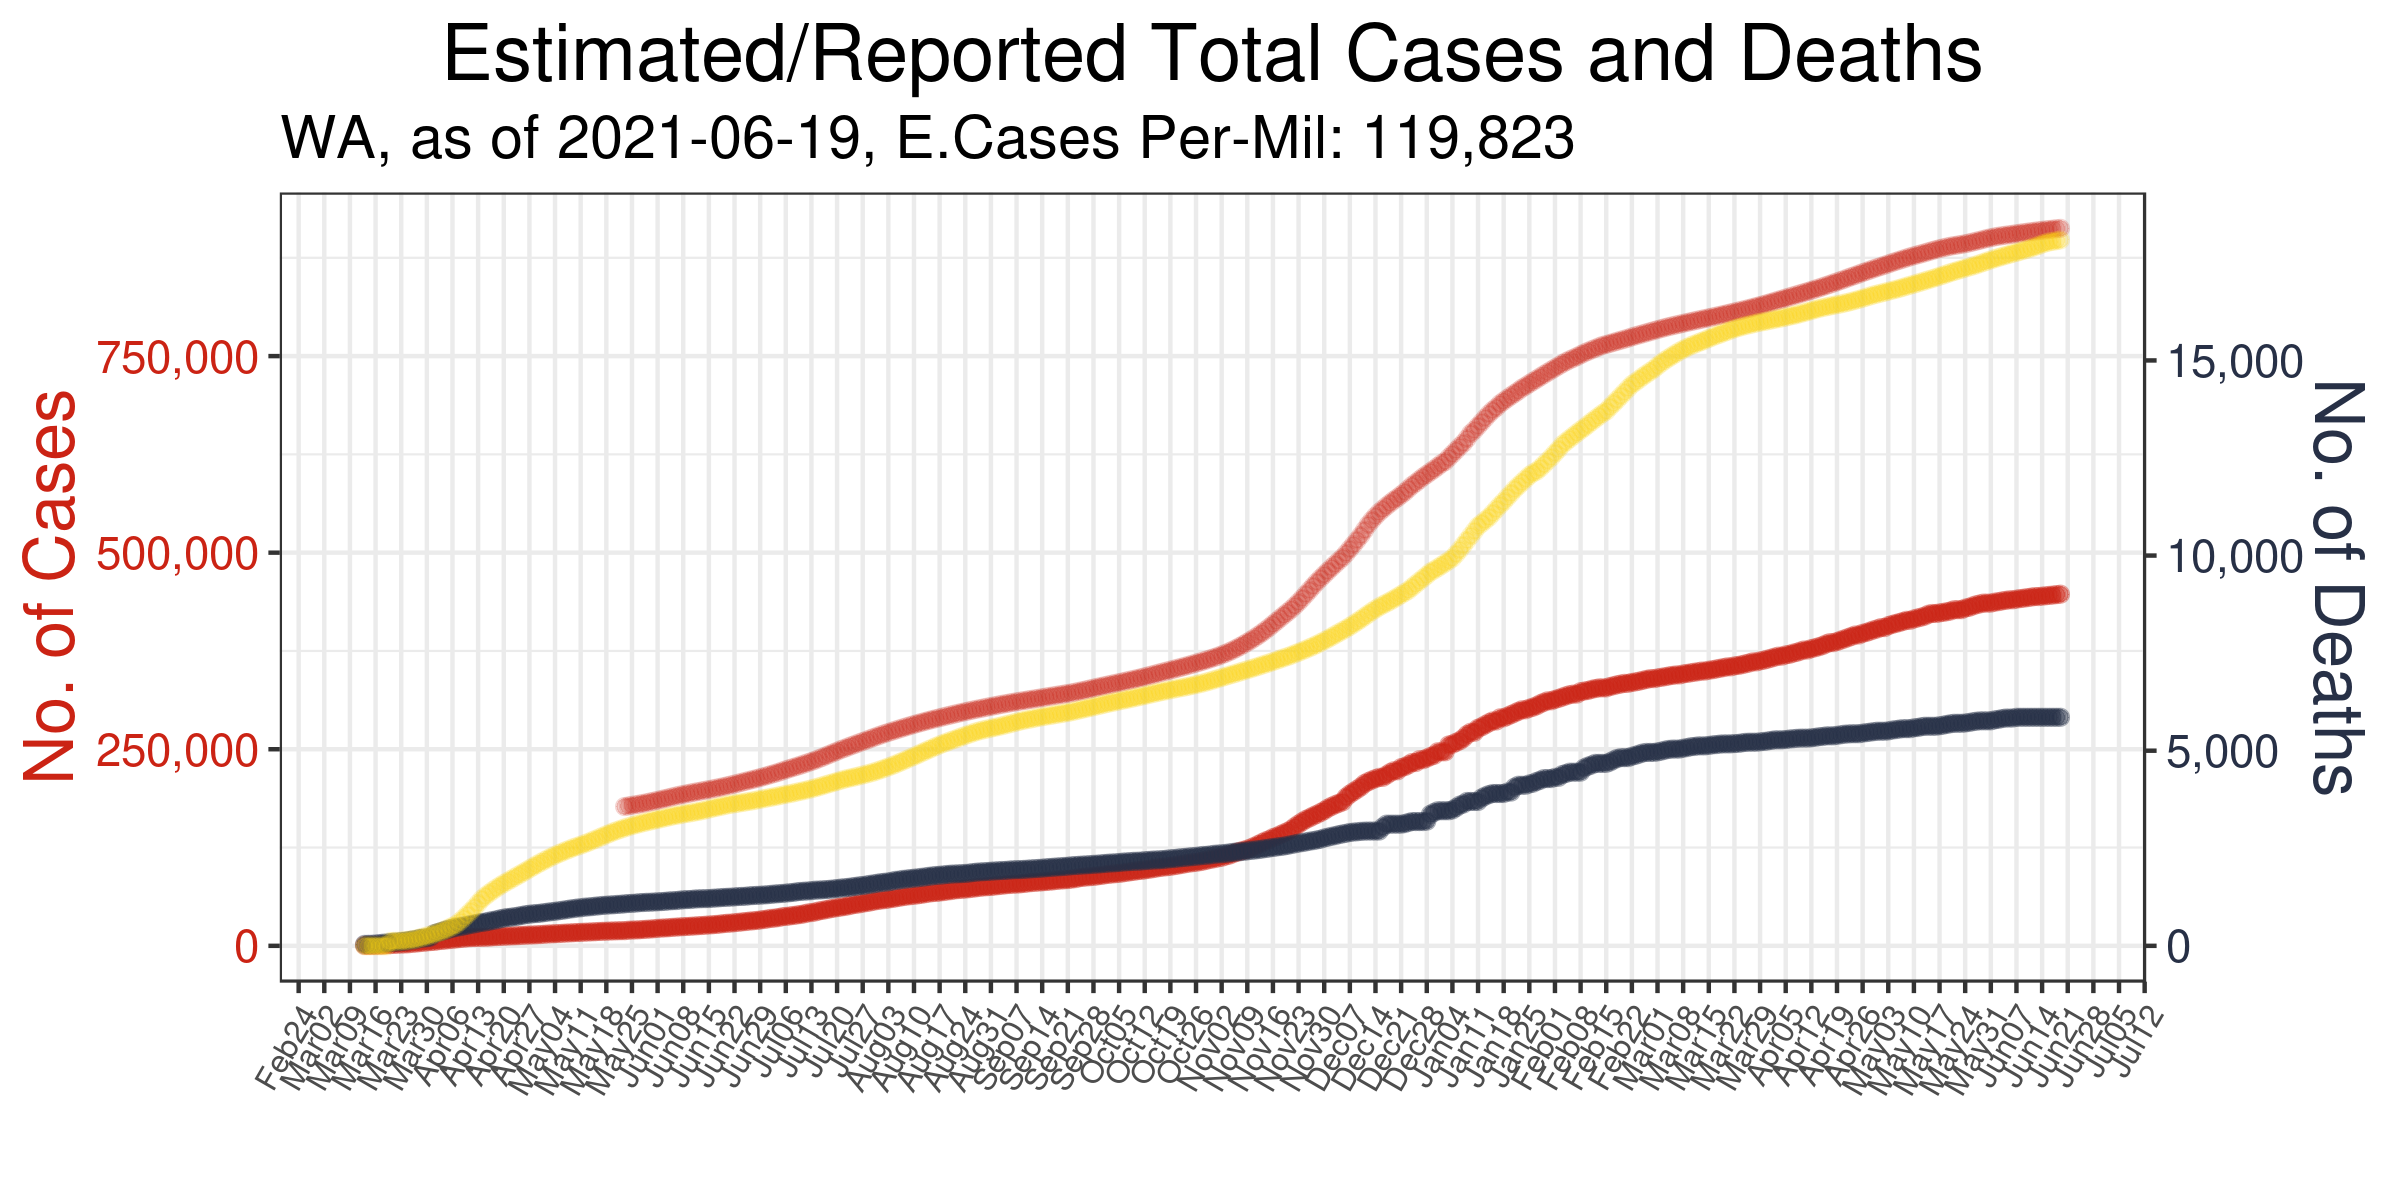 Estimated/Reported Total Cases and Deaths
WA, as of 2021-06-19, E.Cases Per-Mil: 119,823
No. of Cases
750,000
500,000
250,000
0
15,000
10,000
5,000
0
No. of Deaths
Feb24
Mar02
Mar09
Mar16
Mar23
Mar30
Apr06
Apr13
Apr20
Apr27
May04
May11
May18
May25
Jun01
Jun08
Jun15
Jun22
Jun29
Jul06
Jul13
Jul20
Jul27
Aug03
Aug10
Aug17
Aug24
Aug31
Sep07
Sep14
Sep21
Sep28
Oct05
Oct12
Oct19
Oct26
Nov02
Nov09
Nov16
Nov23
Nov30
Dec07
Dec14
Dec21
Dec28
Dec04
Jan11
Jan18
Jan25
Feb01
Feb08
Feb15
Feb22
Mar01
Mar08
Mar15
Mar22
Mar29
Apr05
Apr12
Apr19
Apr26
May03
May10
May17
May24
May31
May07
Jun14
Jun14
Jun21
Jun28
Jul05
Jul12